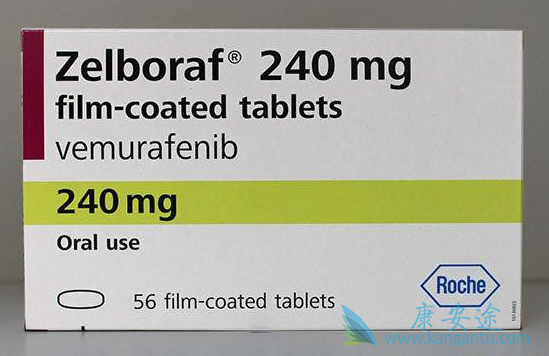 Zelboraf® 240 mg
film-coated tablets
vemurafenib
240 mg
Oral use
56 film-coated tablets
Roche
康安途
www.kangantu.com